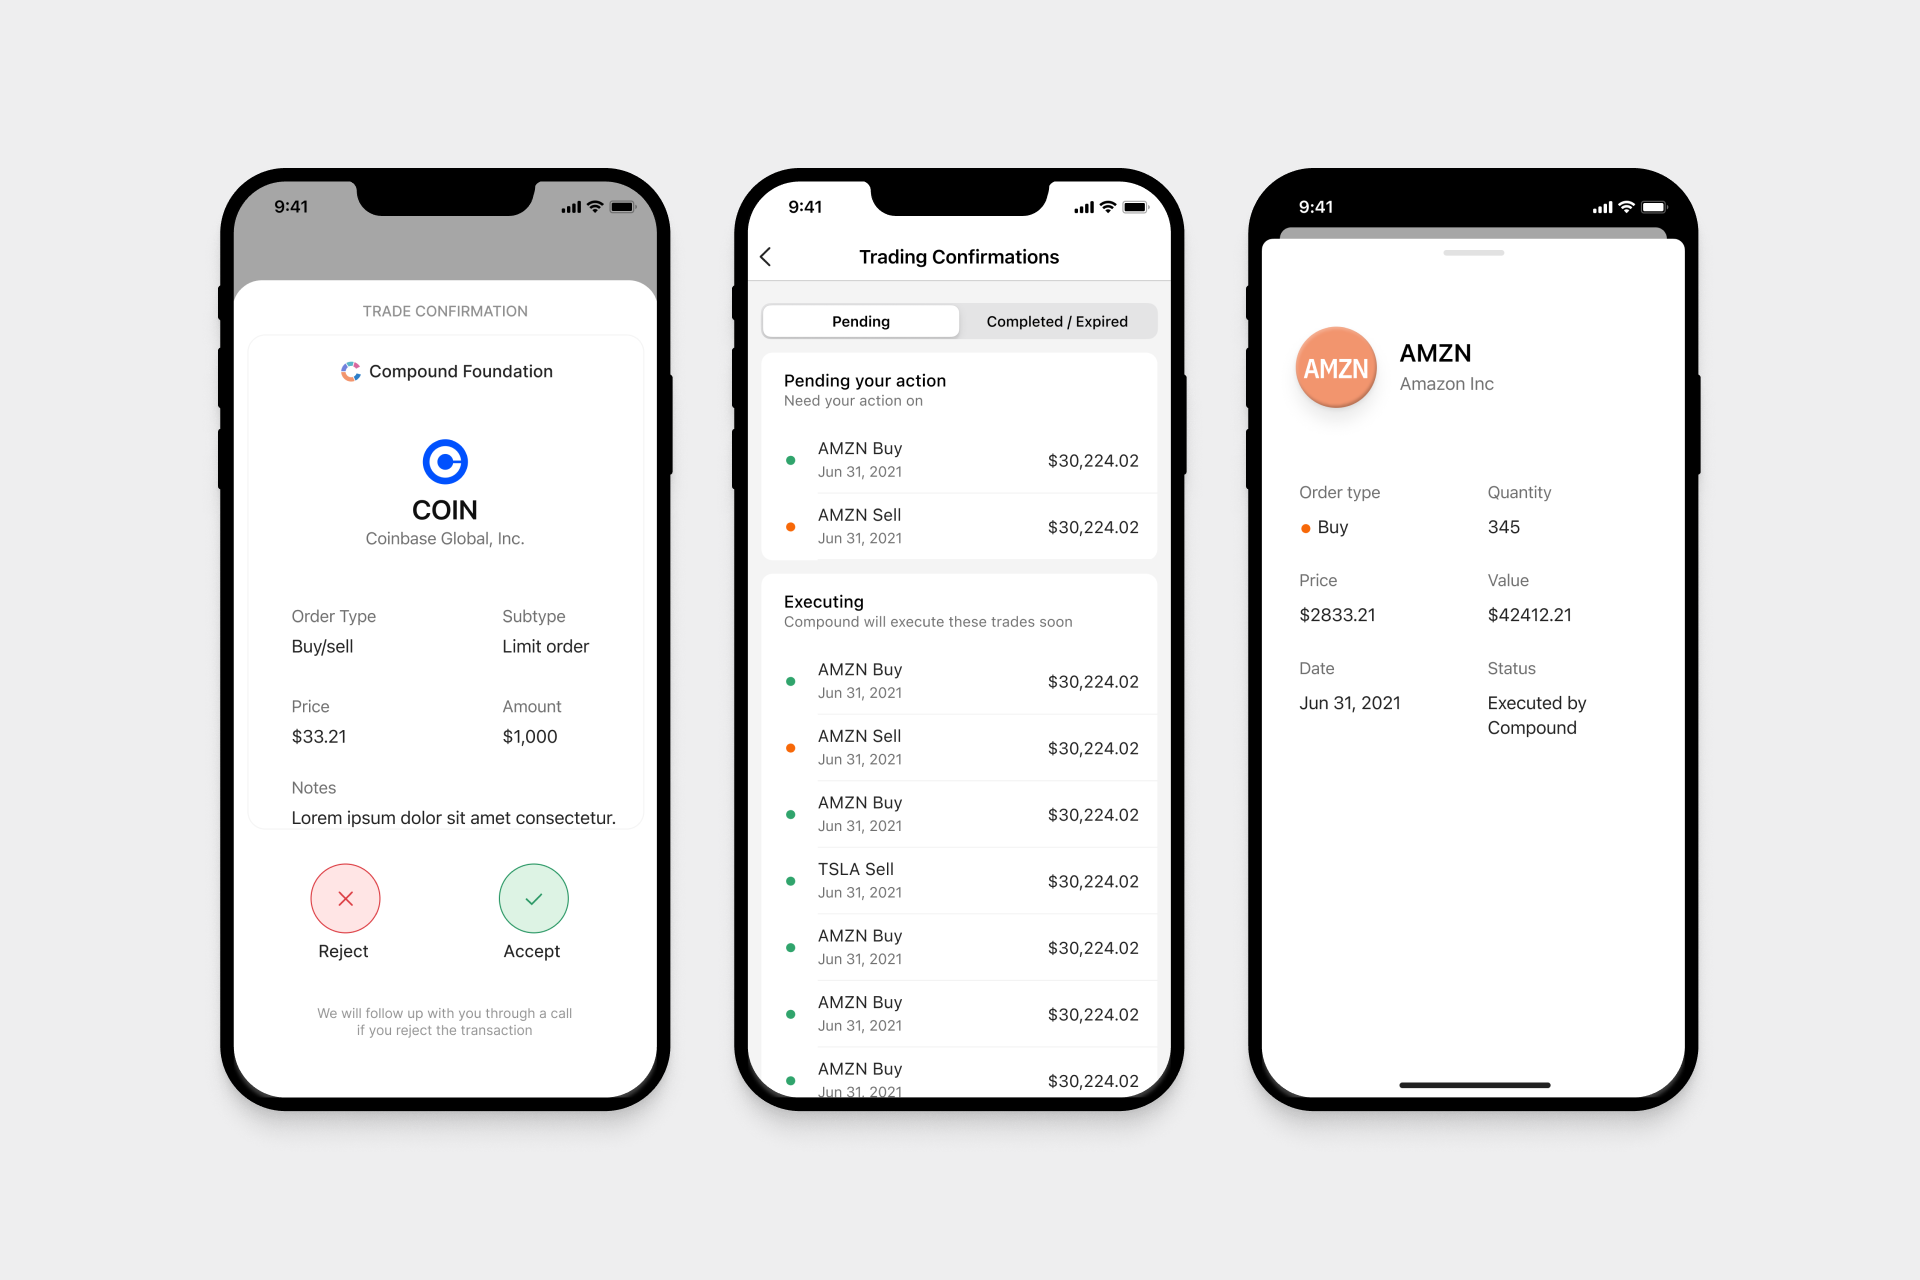 9:41
TRADE CONFIRMATION
Compound Foundation
COIN
Coinbase Global, Inc.
Order Type
Subtype
Buy/sell
Limit order
Price
Amount
$33.21
$1,000
Notes
Lorem ipsum dolor sit amet consectetur.
Reject
Accept
We will follow up with you through a call
if you reject the transaction
9:41
Trading Confirmations
Pending
Completed / Expired
Pending your action
Need your action on
AMZN Buy
Jun 31, 2021
$30,224.02
AMZN Sell
Jun 31, 2021
$30,224.02
Executing
Compound will execute these trades soon
AMZN Buy
Jun 31, 2021
$30,224.02
AMZN Sell
Jun 31, 2021
$30,224.02
AMZN Buy
Jun 31, 2021
$30,224.02
TSLA Sell
Jun 31, 2021
$30,224.02
AMZN Buy
Jun 31, 2021
$30,224.02
AMZN Buy
Jun 31, 2021
$30,224.02
AMZN Buy
Jun 31, 2021
$30,224.02
9:41
AMZN
AMZN
Amazon Inc
Order type
Quantity
Buy
345
Price
Value
$2833.21
$42412.21
Date
Status
Jun 31, 2021
Executed by
Compound